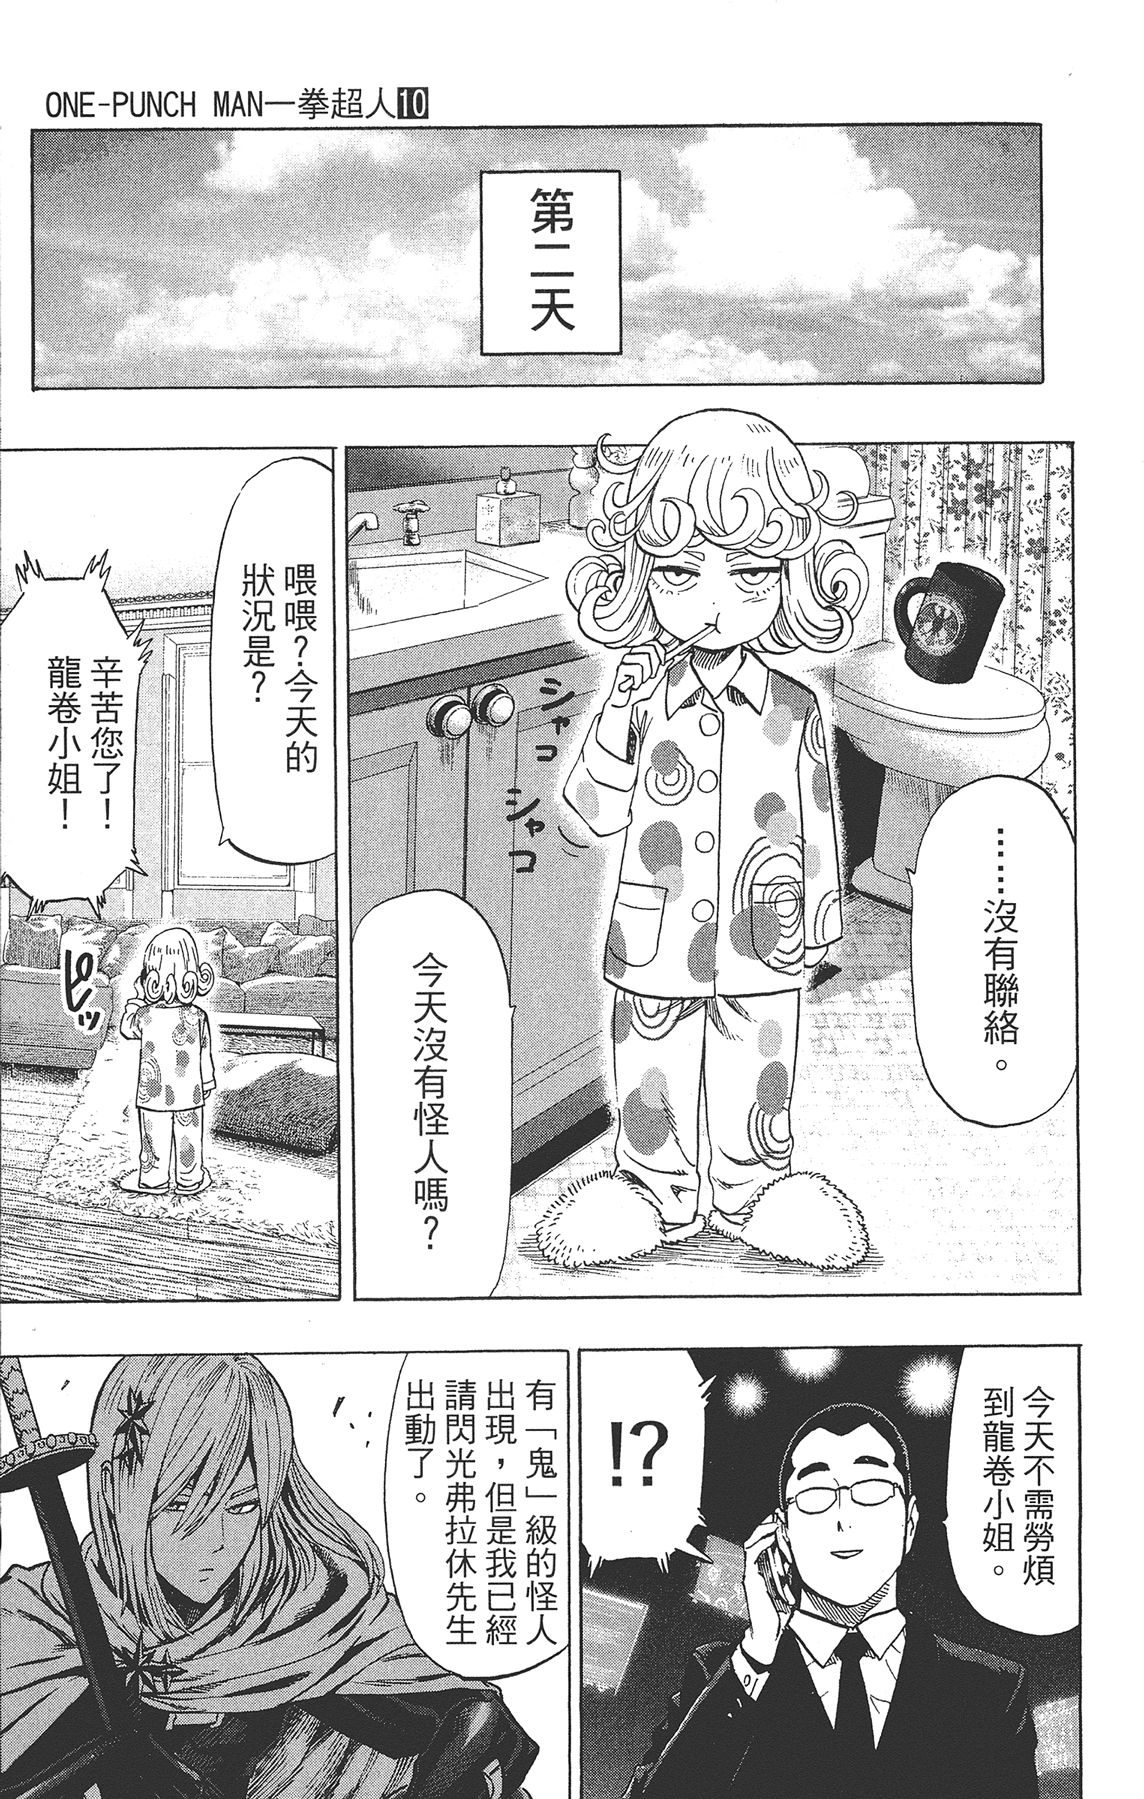 ONE-PUNCH MAN一拳超人10
第二天
……沒有聯絡。
今天沒有怪人嗎？
シャコ
シャコ
喂喂？今天的
狀況是？
辛苦您了！
龍卷小姐！
ピッ
今天不需勞煩
到龍卷小姐。
!?
有「鬼」級的怪人
出現，但是我已經
請閃光弗拉休先生
出動了。